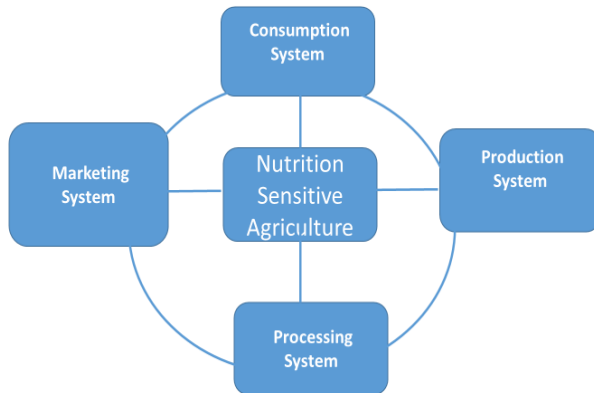 Consumption
System
Marketing
System
Nutrition
Sensitive
Agriculture
Production
System
Processing
System